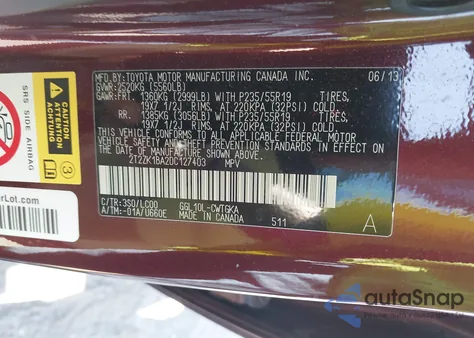 MFD.BY:TOYOTA MOTOR MANUFACTURING CANADA INC. 06/13
GVWR:2520KG (5560LB)
GAWR:FRT. 1360KG (2999LB) WITH P235/55R19 TIRES,
19X7 1/2J RIMS, AT 220KPA (32PSI) COLD.
RR. 1385KG (3056LB) WITH P235/55R19 TIRES,
19X7 1/2J RIMS, AT 220KPA (32PSI) COLD.
THIS VEHICLE CONFORMS TO ALL APPLICABLE FEDERAL MOTOR
VEHICLE SAFETY AND THEFT PREVENTION STANDARDS IN EFFECT
ON THE DATE OF MANUFACTURE SHOWN ABOVE.
2T2ZK1BA2DC127403 MPV
C/TR:3S0/LC00 GGL10L-CWTGKA
A/TM:-01A/U660E MADE IN CANADA 511 A
SRS SIDE AIRBAG
3
erLot.com
autoSnap